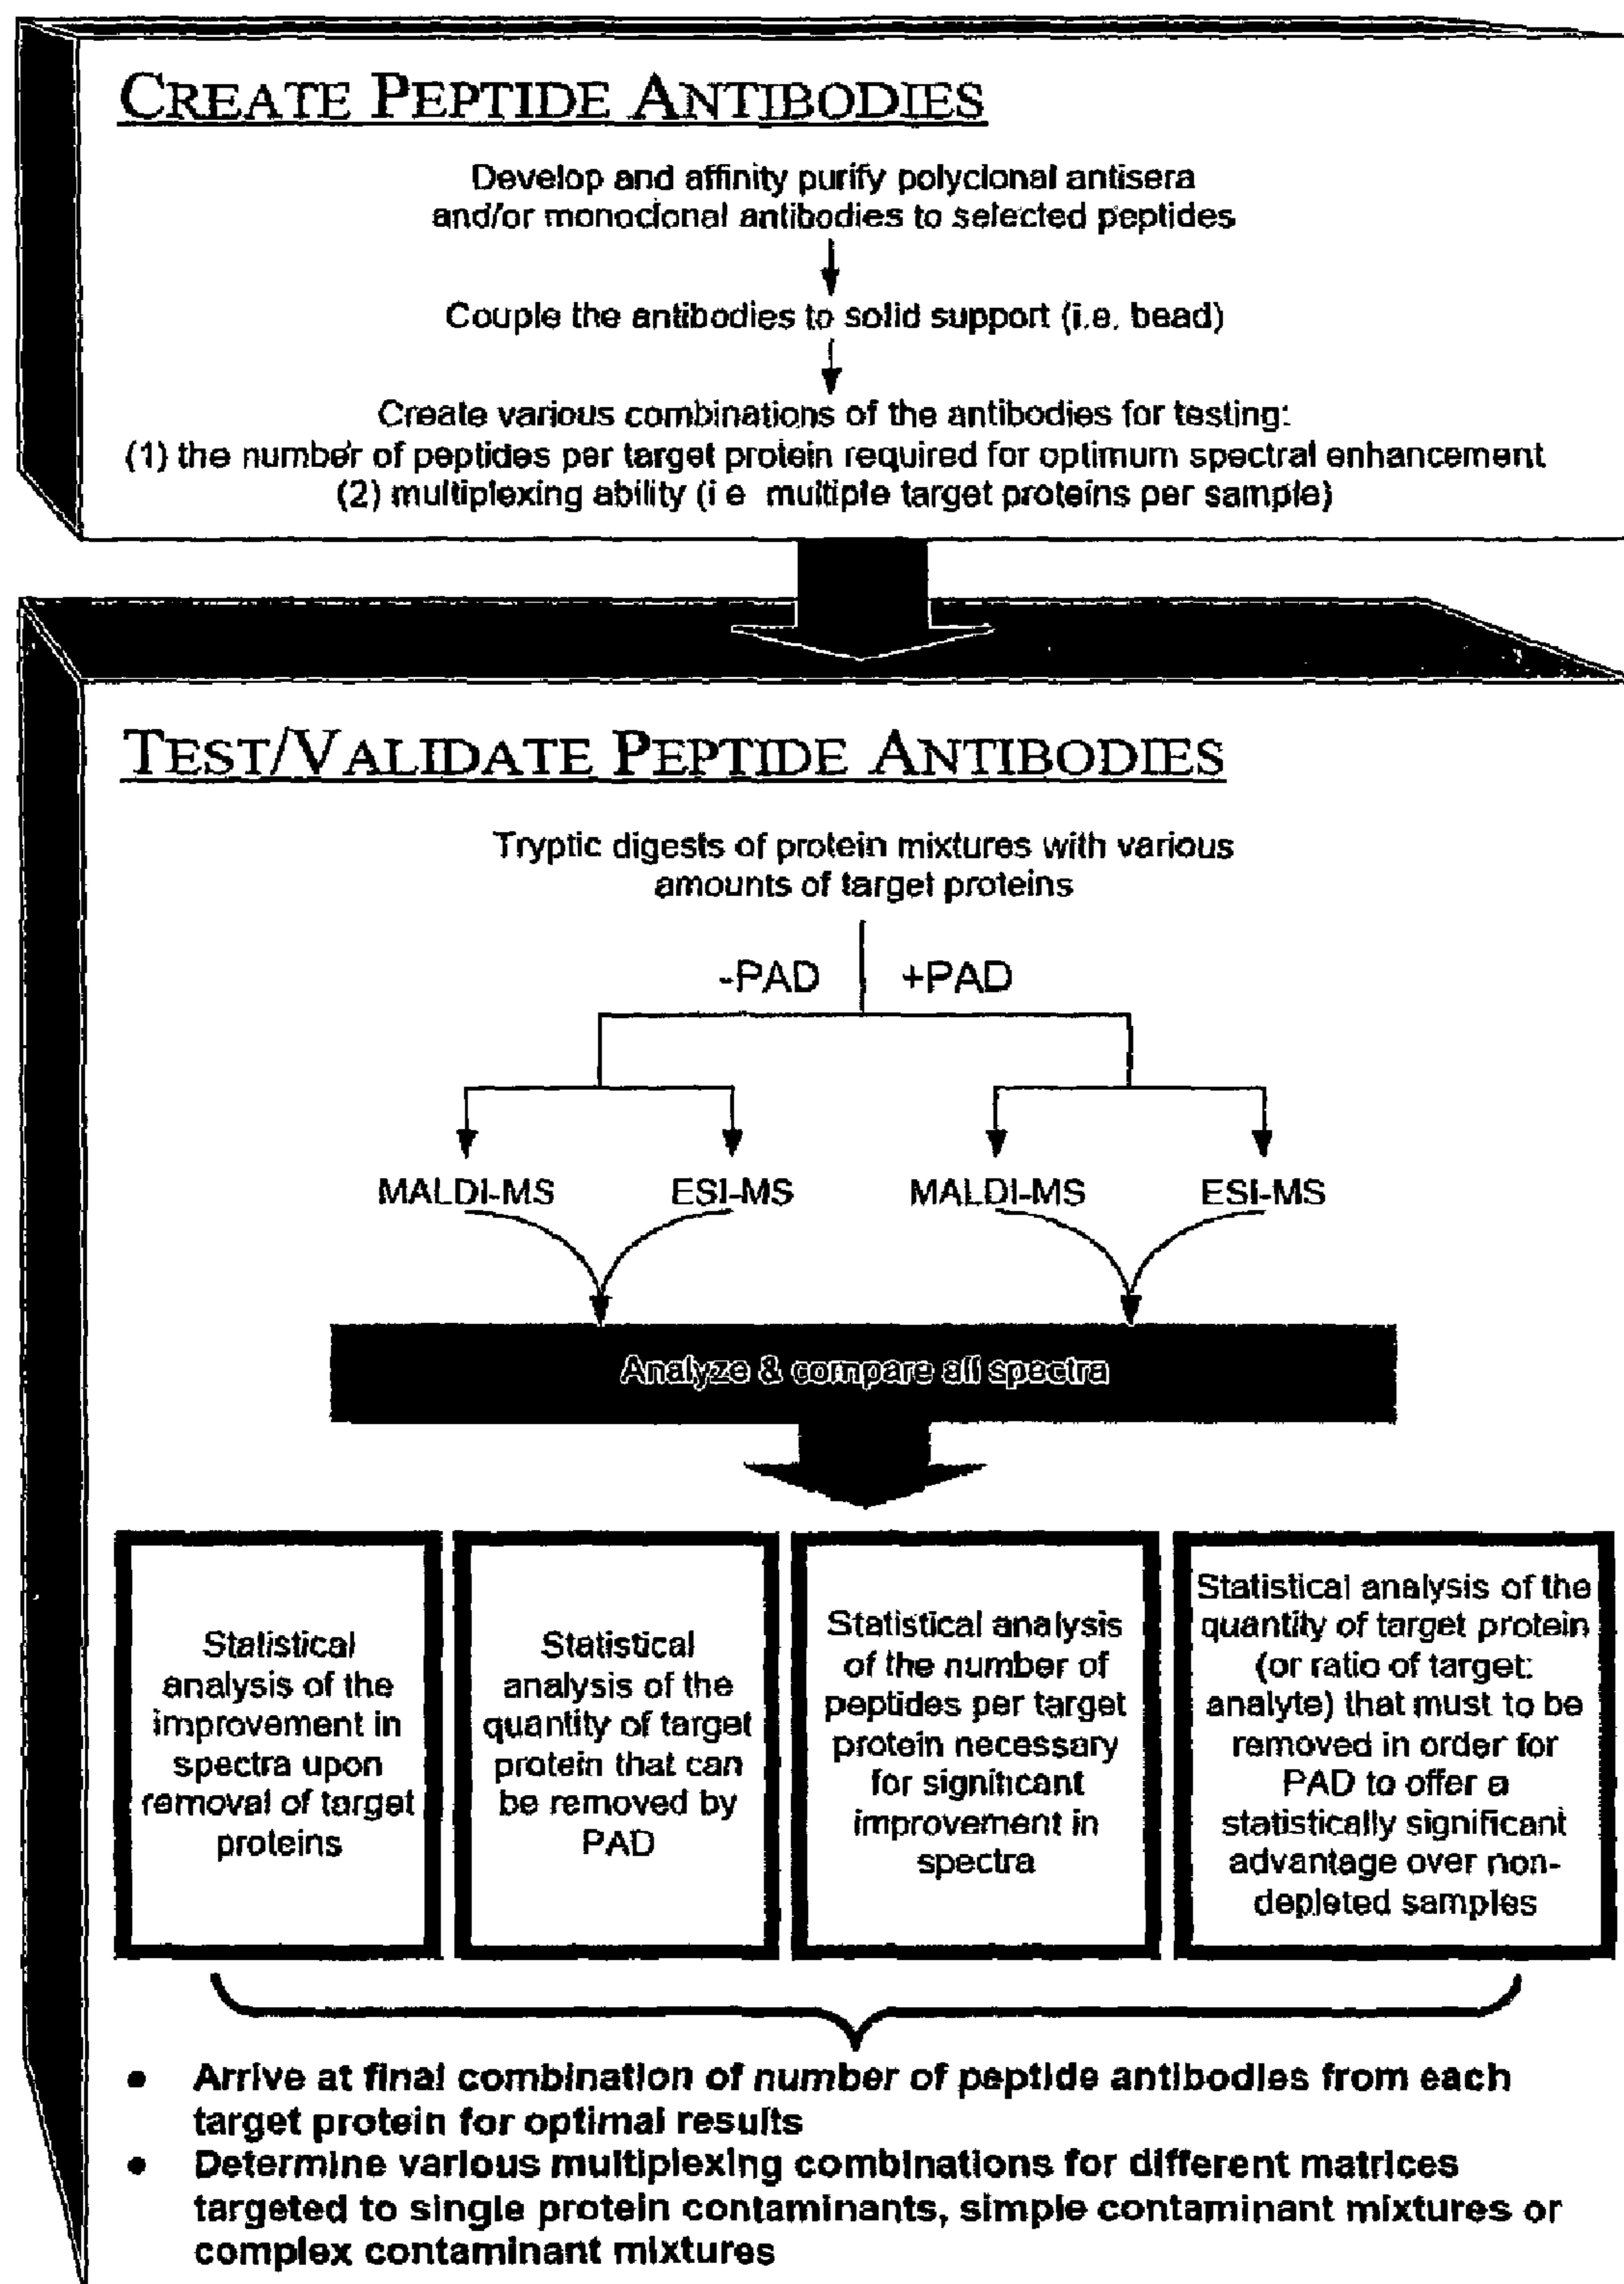 CREATE PEPTIDE ANTIBODIES
Develop and affinity purify polyclonal antisera
and/or monoclonal antibodies to selected peptides
Couple the antibodies to solid support (i.e. bead)
Create various combinations of the antibodies for testing:
(1) the number of peptides per target protein required for optimum spectral enhancement
(2) multiplexing ability (i e multiple target proteins per sample)
TEST/VALIDATE PEPTIDE ANTIBODIES
Tryptic digests of protein mixtures with various
amounts of target proteins
-PAD +PAD
MALDI-MS ESI-MS MALDI-MS ESI-MS
Analyze & compare all spectra
Statistical
analysis of the
improvement in
spectra upon
removal of target
proteins
Statistical
analysis of the
quantity of target
protein that can
be removed by
PAD
Statistical analysis
of the number of
peptides per target
protein necessary
for significant
improvement in
spectra
Statistical analysis of the
quantity of target protein
(or ratio of target:
analyte) that must to be
removed in order for
PAD to offer a
statistically significant
advantage over non-
depleted samples
• Arrive at final combination of number of peptide antibodies from each
target protein for optimal results
• Determine various multiplexing combinations for different matrices
targeted to single protein contaminants, simple contaminant mixtures or
complex contaminant mixtures